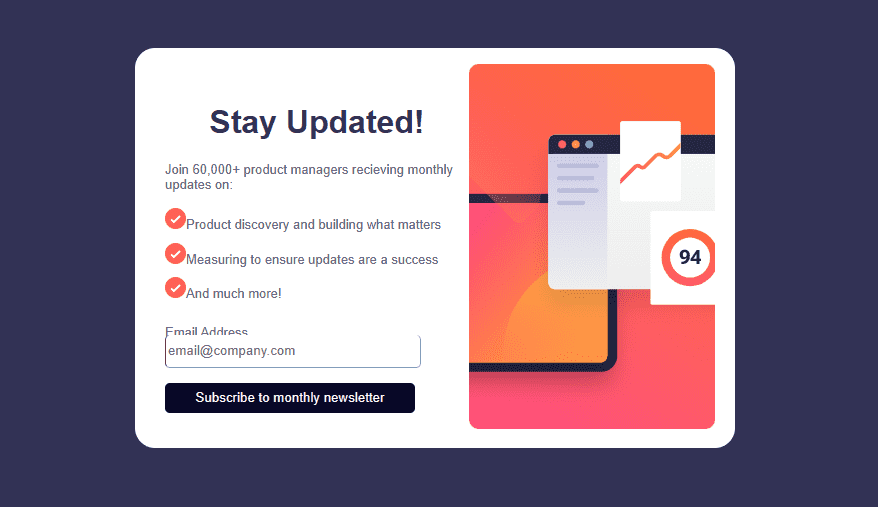 Stay Updated!
Join 60,000+ product managers recieving monthly
updates on:
Product discovery and building what matters
Measuring to ensure updates are a success
And much more!
Email Address
email@company.com
Subscribe to monthly newsletter
94